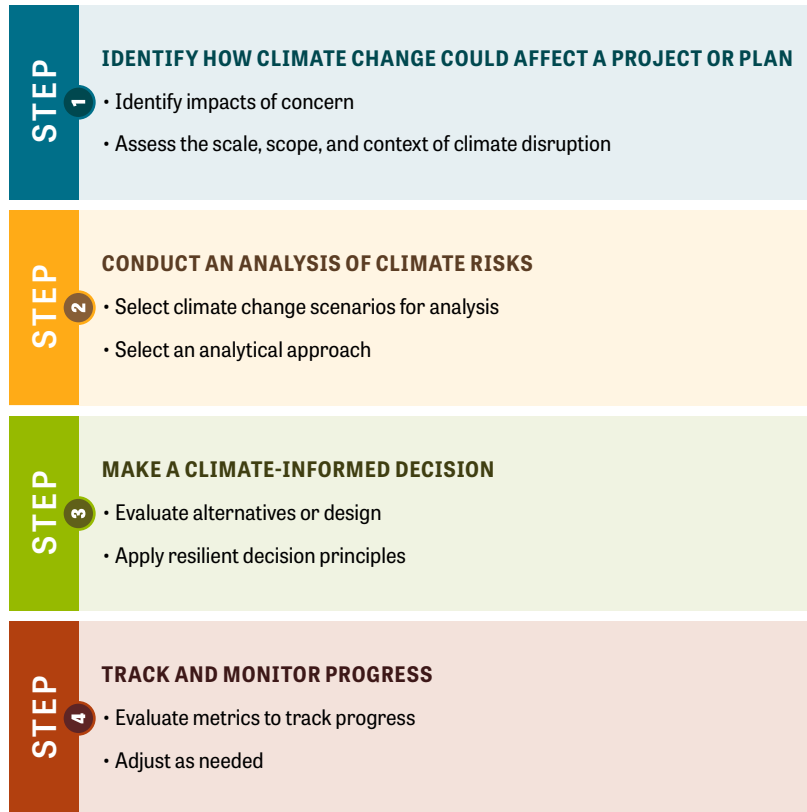 STEP 1
IDENTIFY HOW CLIMATE CHANGE COULD AFFECT A PROJECT OR PLAN
• Identify impacts of concern
• Assess the scale, scope, and context of climate disruption
STEP 2
CONDUCT AN ANALYSIS OF CLIMATE RISKS
• Select climate change scenarios for analysis
• Select an analytical approach
STEP 3
MAKE A CLIMATE-INFORMED DECISION
• Evaluate alternatives or design
• Apply resilient decision principles
STEP 4
TRACK AND MONITOR PROGRESS
• Evaluate metrics to track progress
• Adjust as needed